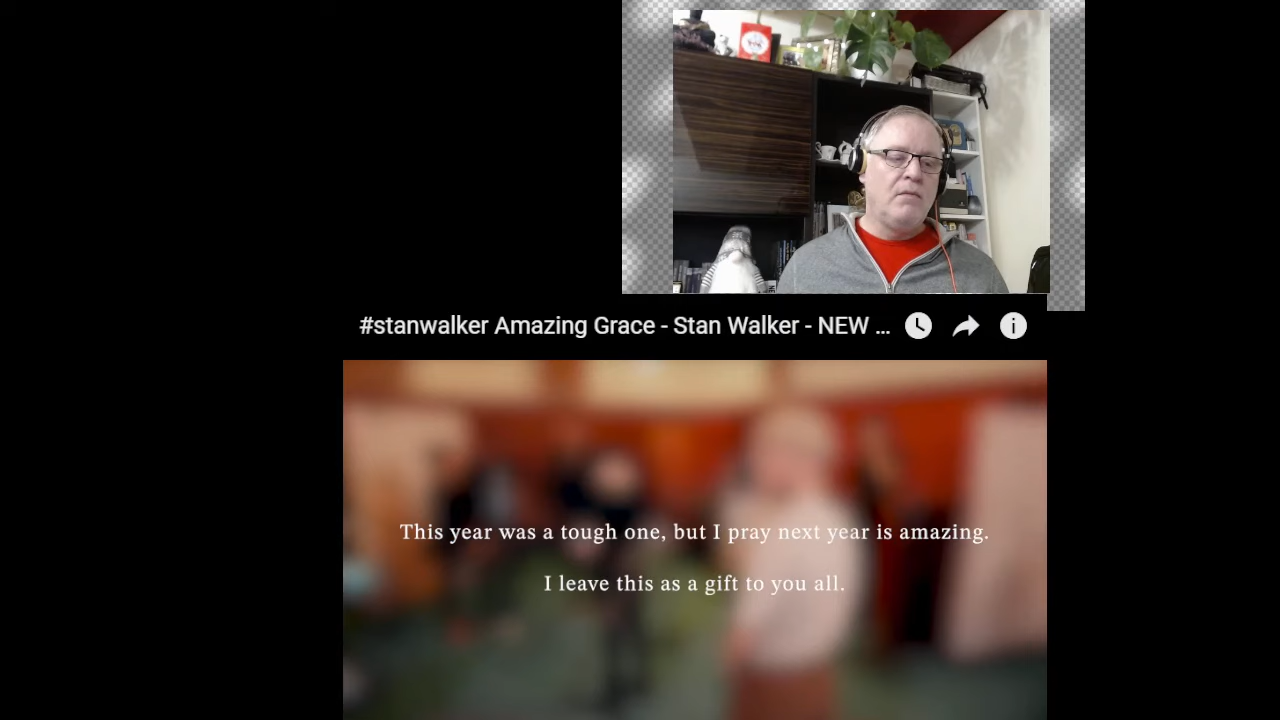 #stanwalker Amazing Grace - Stan Walker - NEW ...
This year was a tough one, but I pray next year is amazing.
I leave this as a gift to you all.